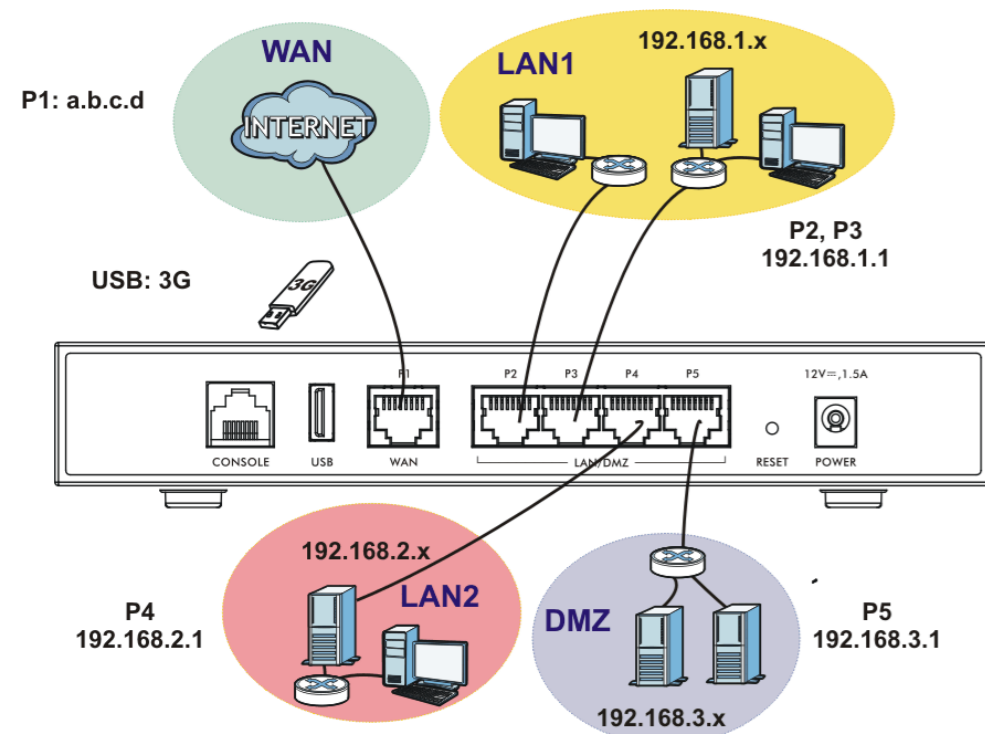 WAN
192.168.1.x
LAN1
P1: a.b.c.d
INTERNET
P2, P3
192.168.1.1
USB: 3G
3G
P1
P2
P3
P4
P5
12V⎓,1.5A
CONSOLE
USB
WAN
LAN/DMZ
RESET
POWER
192.168.2.x
LAN2
P4
192.168.2.1
DMZ
P5
192.168.3.1
192.168.3.x